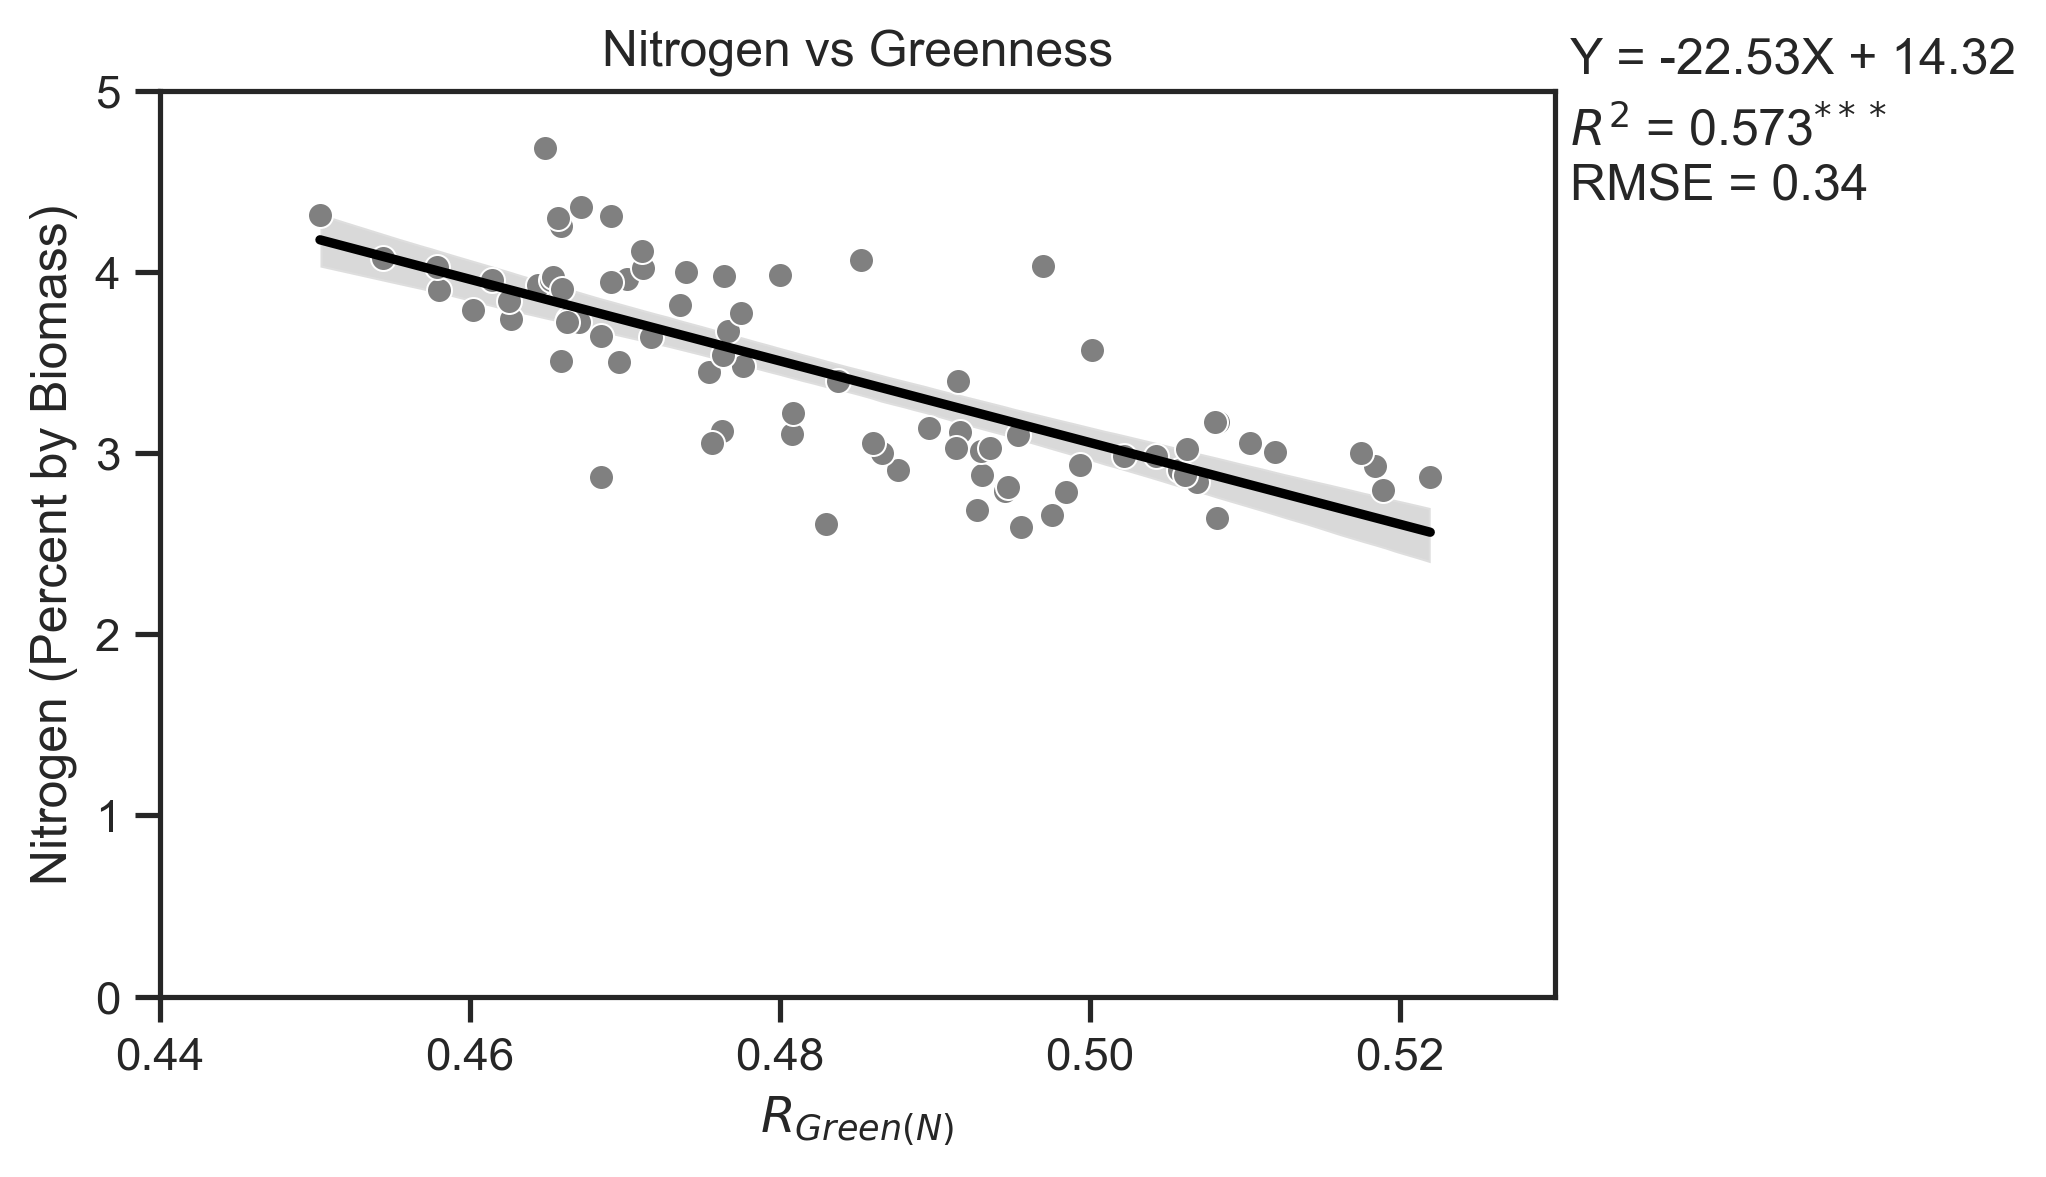 Nitrogen vs Greenness
Y = -22.53X + 14.32
R² = 0.573***
RMSE = 0.34
Nitrogen (Percent by Biomass)
5
4
3
2
1
0
0.44 0.46 0.48 0.50 0.52
R_Green(N)